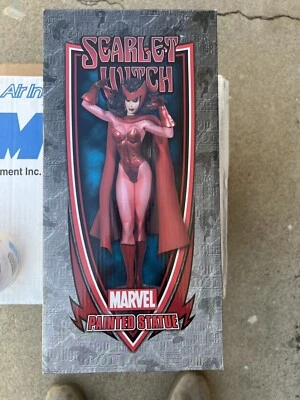 SCARLET
WITCH
Air In
M
ment Inc.
MARVEL
PAINTED STATUE